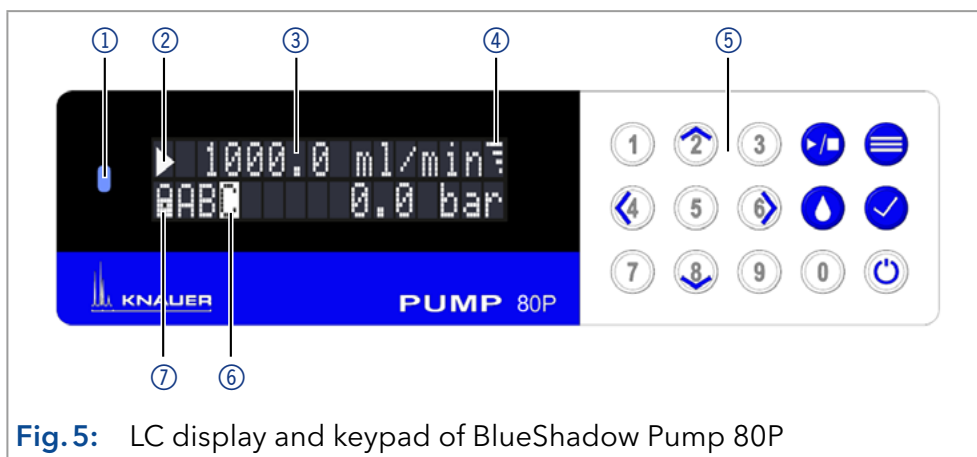 ① ② ③ ④ ⑤
1000.0 ml/min
AB 0.0 bar
1 2 3
4 5 6
7 8 9 0
KNAUER PUMP 80P
⑦ ⑥
Fig. 5: LC display and keypad of BlueShadow Pump 80P